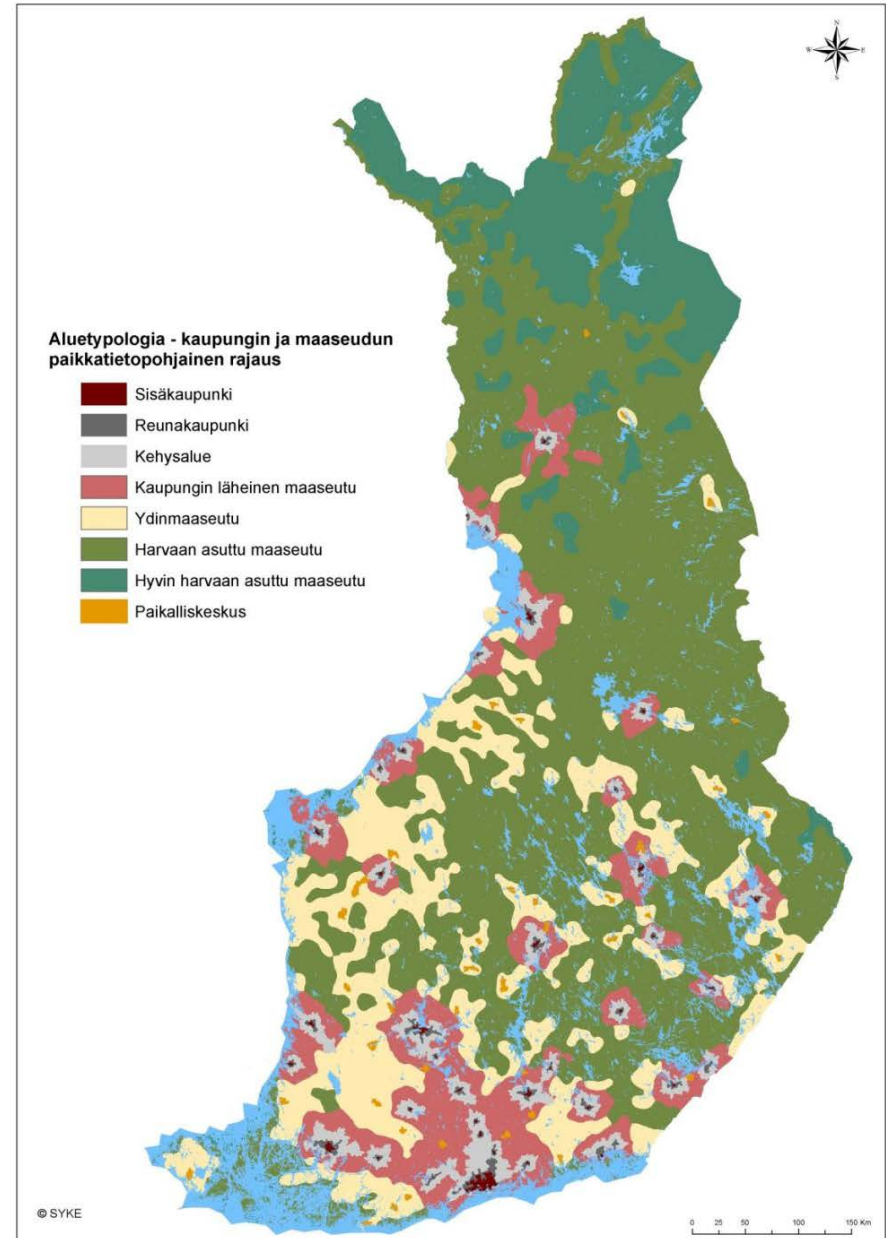 N
W E
S
Aluetypologia - kaupungin ja maaseudun
paikkatietopohjainen rajaus
Sisäkaupunki
Reunakaupunki
Kehysalue
Kaupungin läheinen maaseutu
Ydinmaaseutu
Harvaan asuttu maaseutu
Hyvin harvaan asuttu maaseutu
Paikalliskeskus
© SYKE
0 25 50 100 150 Km